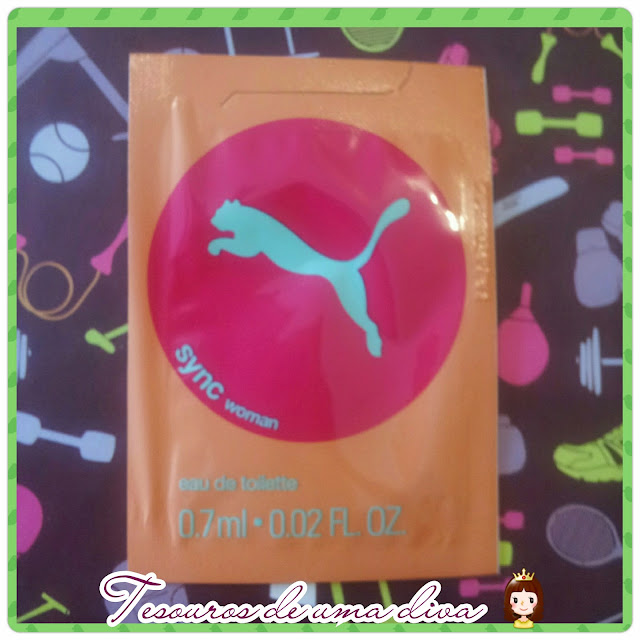 sync woman
eau de toilette
0.7ml • 0.02 FL. OZ.
Tesouros de uma diva